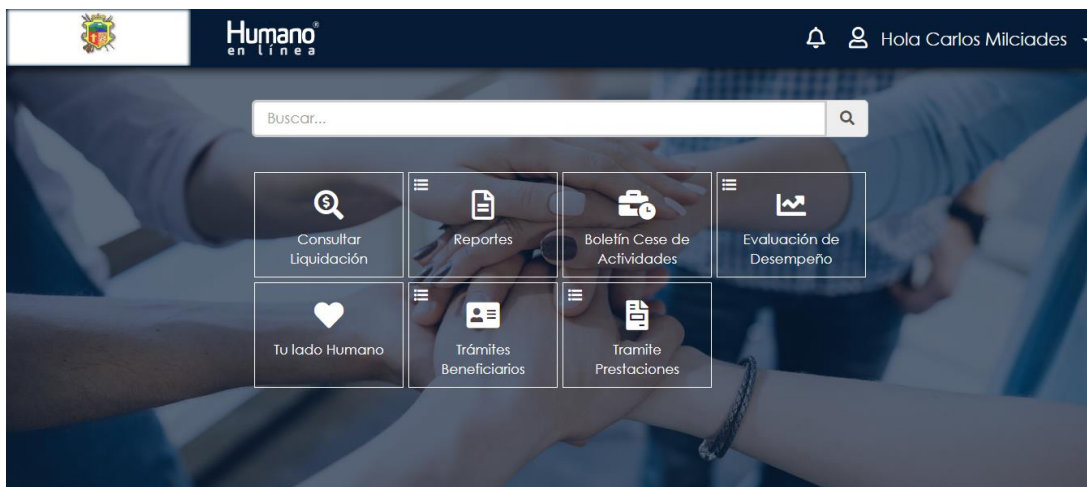 Humano®
en línea
Hola Carlos Milciades
Buscar...
Consultar
Liquidación
Reportes
Boletín Cese de
Actividades
Evaluación de
Desempeño
Tu lado Humano
Trámites
Beneficiarios
Tramite
Prestaciones